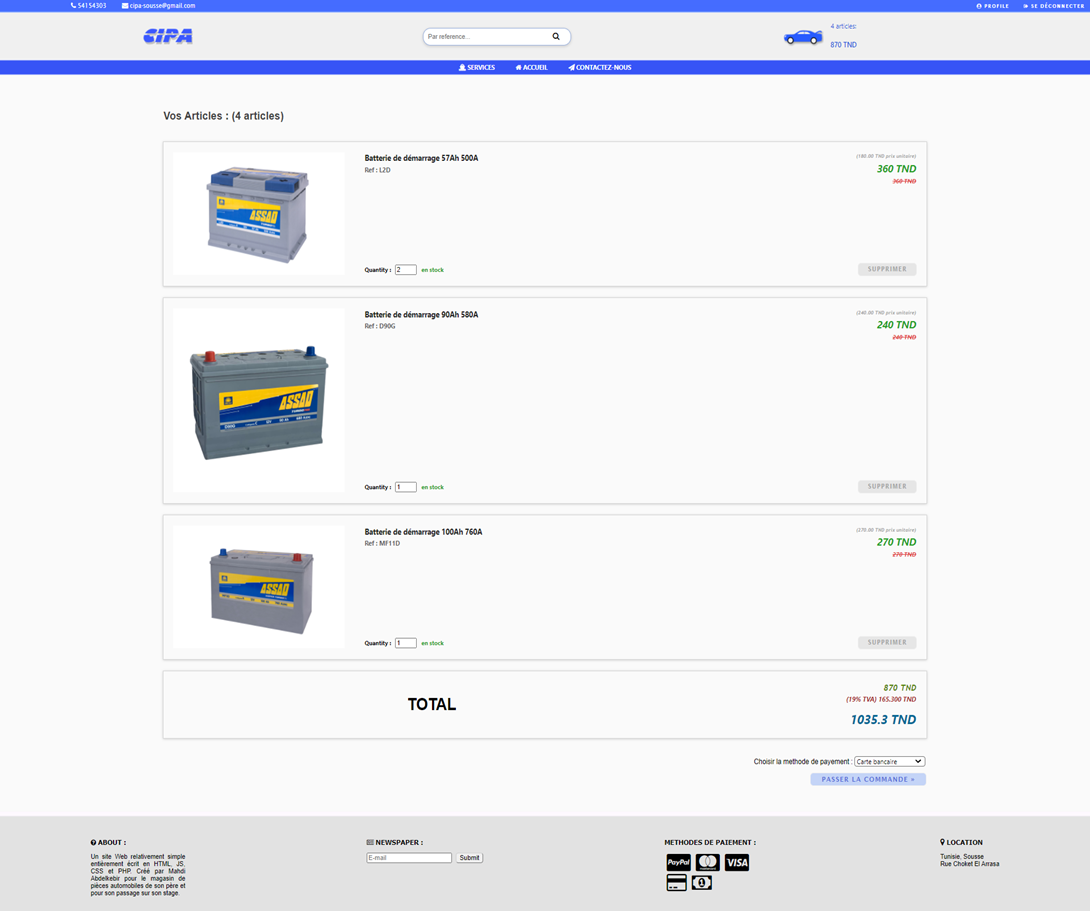 54154303 cipa-sousse@gmail.com PROFILE SE DÉCONNECTER
CIPA
Par reference...
4 articles:
870 TND
SERVICES ACCUEIL CONTACTEZ-NOUS
Vos Articles : (4 articles)
Batterie de démarrage 57Ah 500A
Ref : L2D
(180.00 TND prix unitaire)
360 TND
360 TND
ASSAD
Quantity : 2 en stock
SUPPRIMER
Batterie de démarrage 90Ah 580A
Ref : D90G
(240.00 TND prix unitaire)
240 TND
240 TND
ASSAD
Quantity : 1 en stock
SUPPRIMER
Batterie de démarrage 100Ah 760A
Ref : MF11D
(270.00 TND prix unitaire)
270 TND
270 TND
ASSAD
Quantity : 1 en stock
SUPPRIMER
TOTAL
870 TND
(19% TVA) 165.300 TND
1035.3 TND
Choisir la methode de payement : Carte bancaire
PASSER LA COMMANDE »
ABOUT :
Un site Web relativement simple
entièrement écrit en HTML, JS,
CSS et PHP. Créé par Mahdi
Abdelkebir pour le magasin de
pièces automobiles de son père et
pour son passage sur son stage.
NEWSPAPER :
E-mail Submit
METHODES DE PAIEMENT :
PayPal VISA
LOCATION
Tunisie, Sousse
Rue Choket El Arrasa